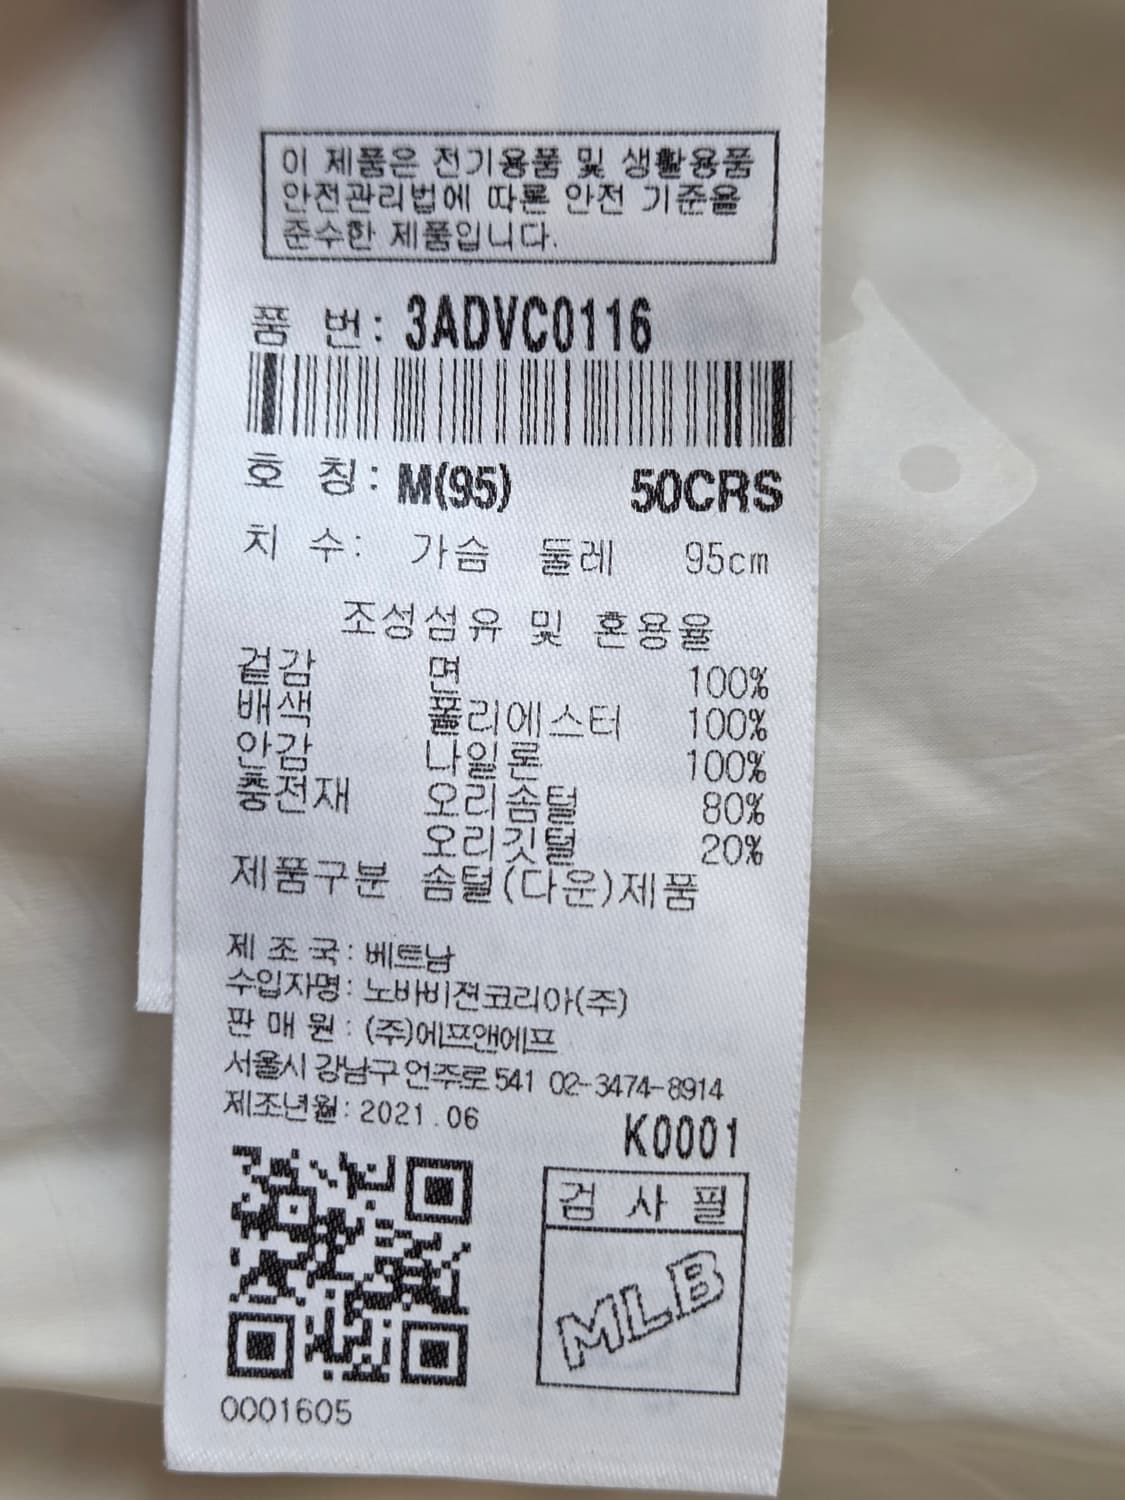 이 제품은 전기용품 및 생활용품
안전관리법에 따른 안전 기준을
준수한 제품입니다.
품 번: 3ADVC0116
호 칭: M(95) 50CRS
치 수: 가슴 둘레 95cm
조성섬유 및 혼용율
겉감 면 100%
배색 폴리에스터 100%
안감 나일론 100%
충전재 오리솜털 80%
오리깃털 20%
제품구분 솜털(다운)제품
제 조 국: 베트남
수입자명: 노바비젼코리아(주)
판 매 원: (주)에프앤에프
서울시 강남구 언주로 541 02-3474-8914
제조년월: 2021.06
K0001
검 사 필
MLB
0001605